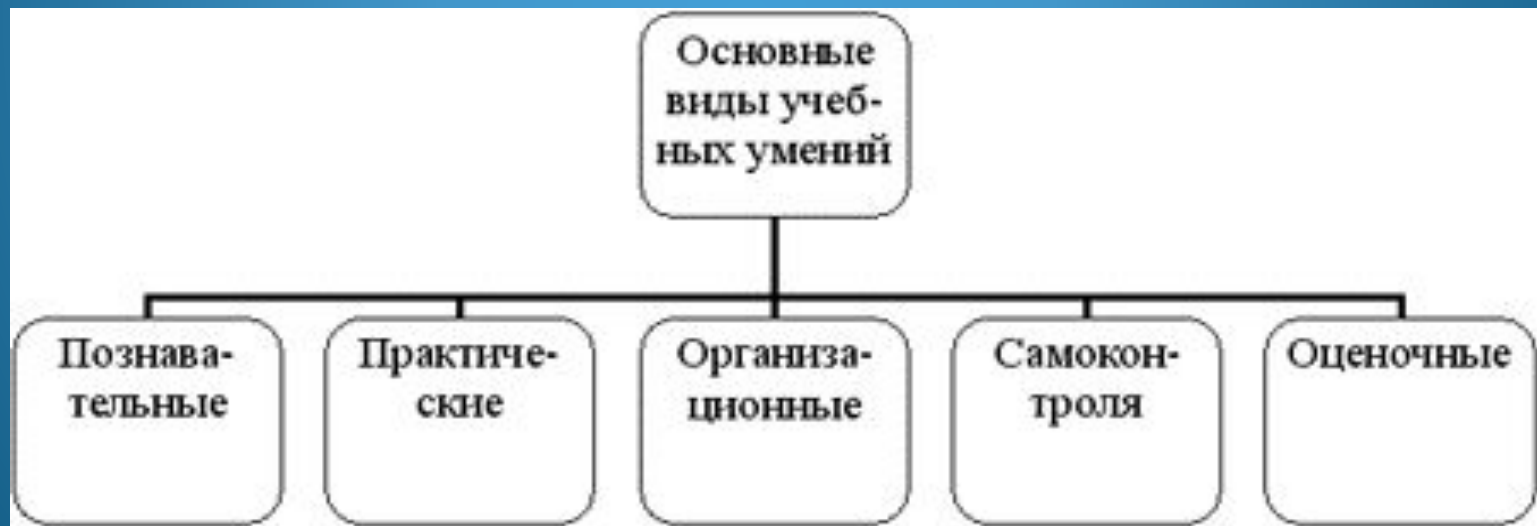 Основные
виды учеб-
ных умений
Познава-
тельные
Практиче-
ские
Организа-
ционные
Самокон-
троля
Оценочные